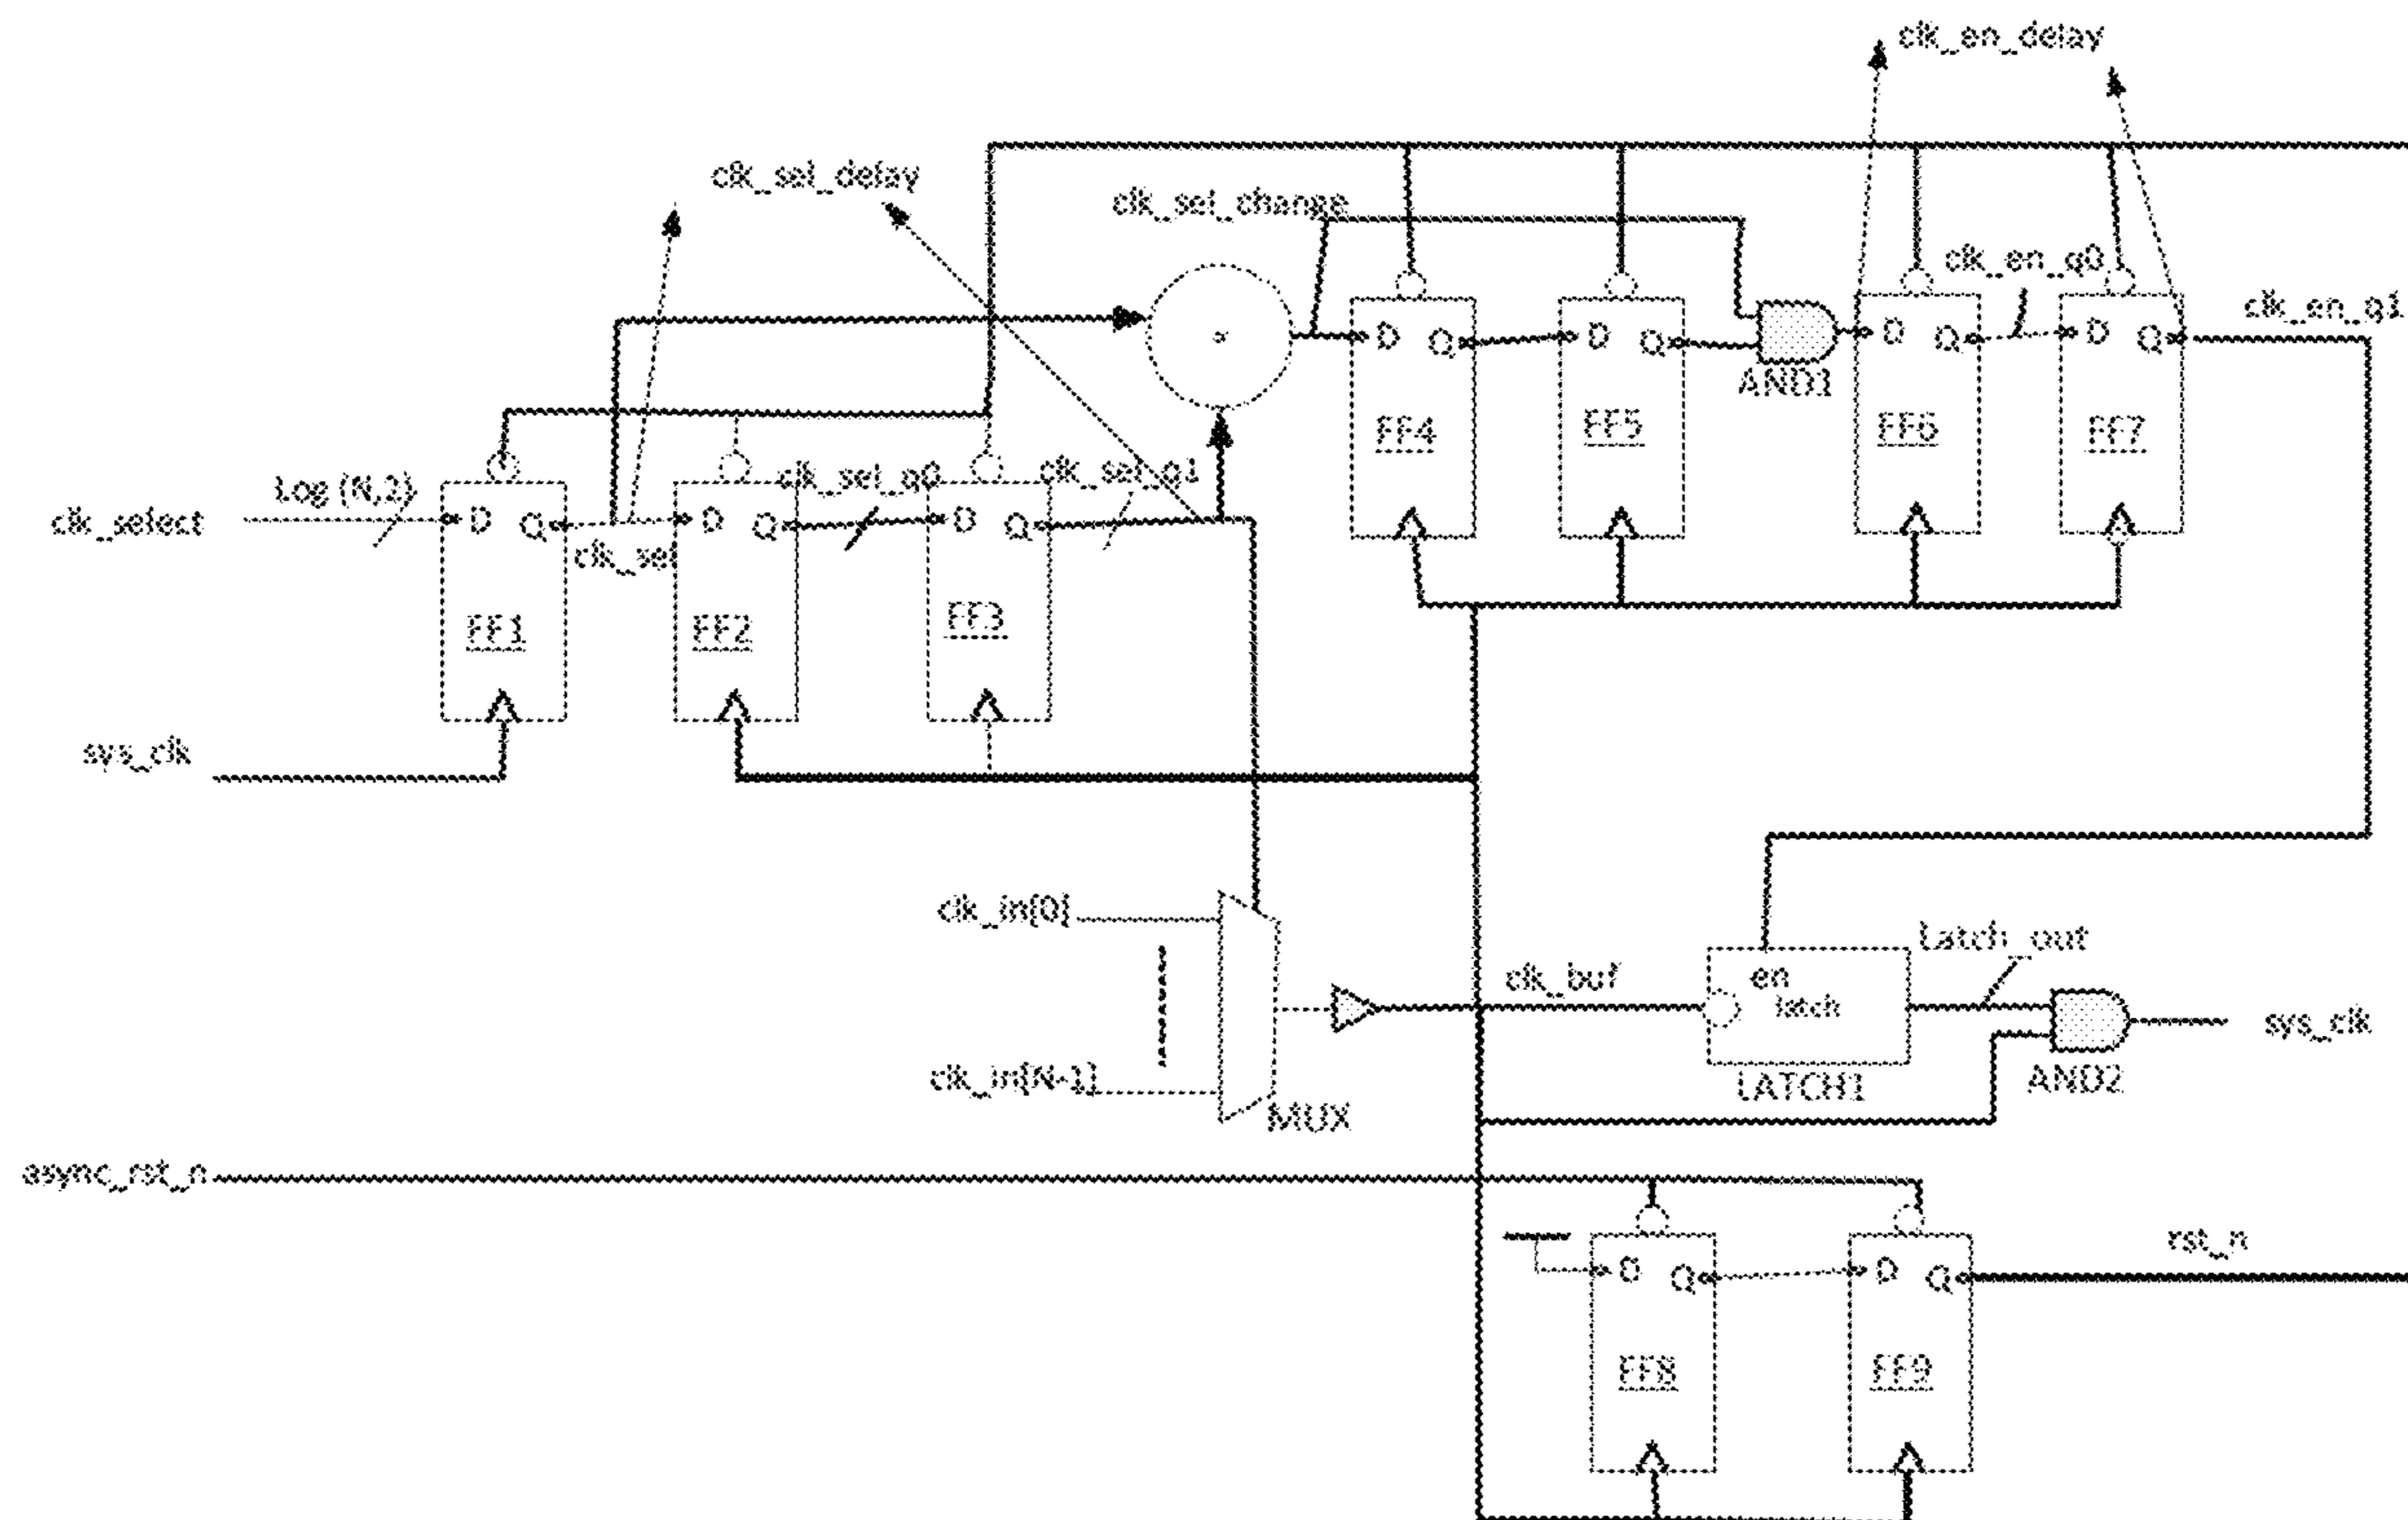 clk_en_delay
clk_sel_delay
clk_sel_change
clk_en_q0
clk_en_q1
D Q
D Q
AND1
D Q
D Q
FF4
FF5
FF6
FF7
Log (N,2)
clk_sel_q0
clk_sel_q1
clk_select
D Q
clk_sel
D Q
D Q
FF1
FF2
FF3
sys_clk
clk_in[0]
clk_buf
en
latch
Latch_out
sys_clk
clk_in[N-1]
MUX
LATCH1
AND2
async_rst_n
rst_n
D Q
D Q
FF8
FF9